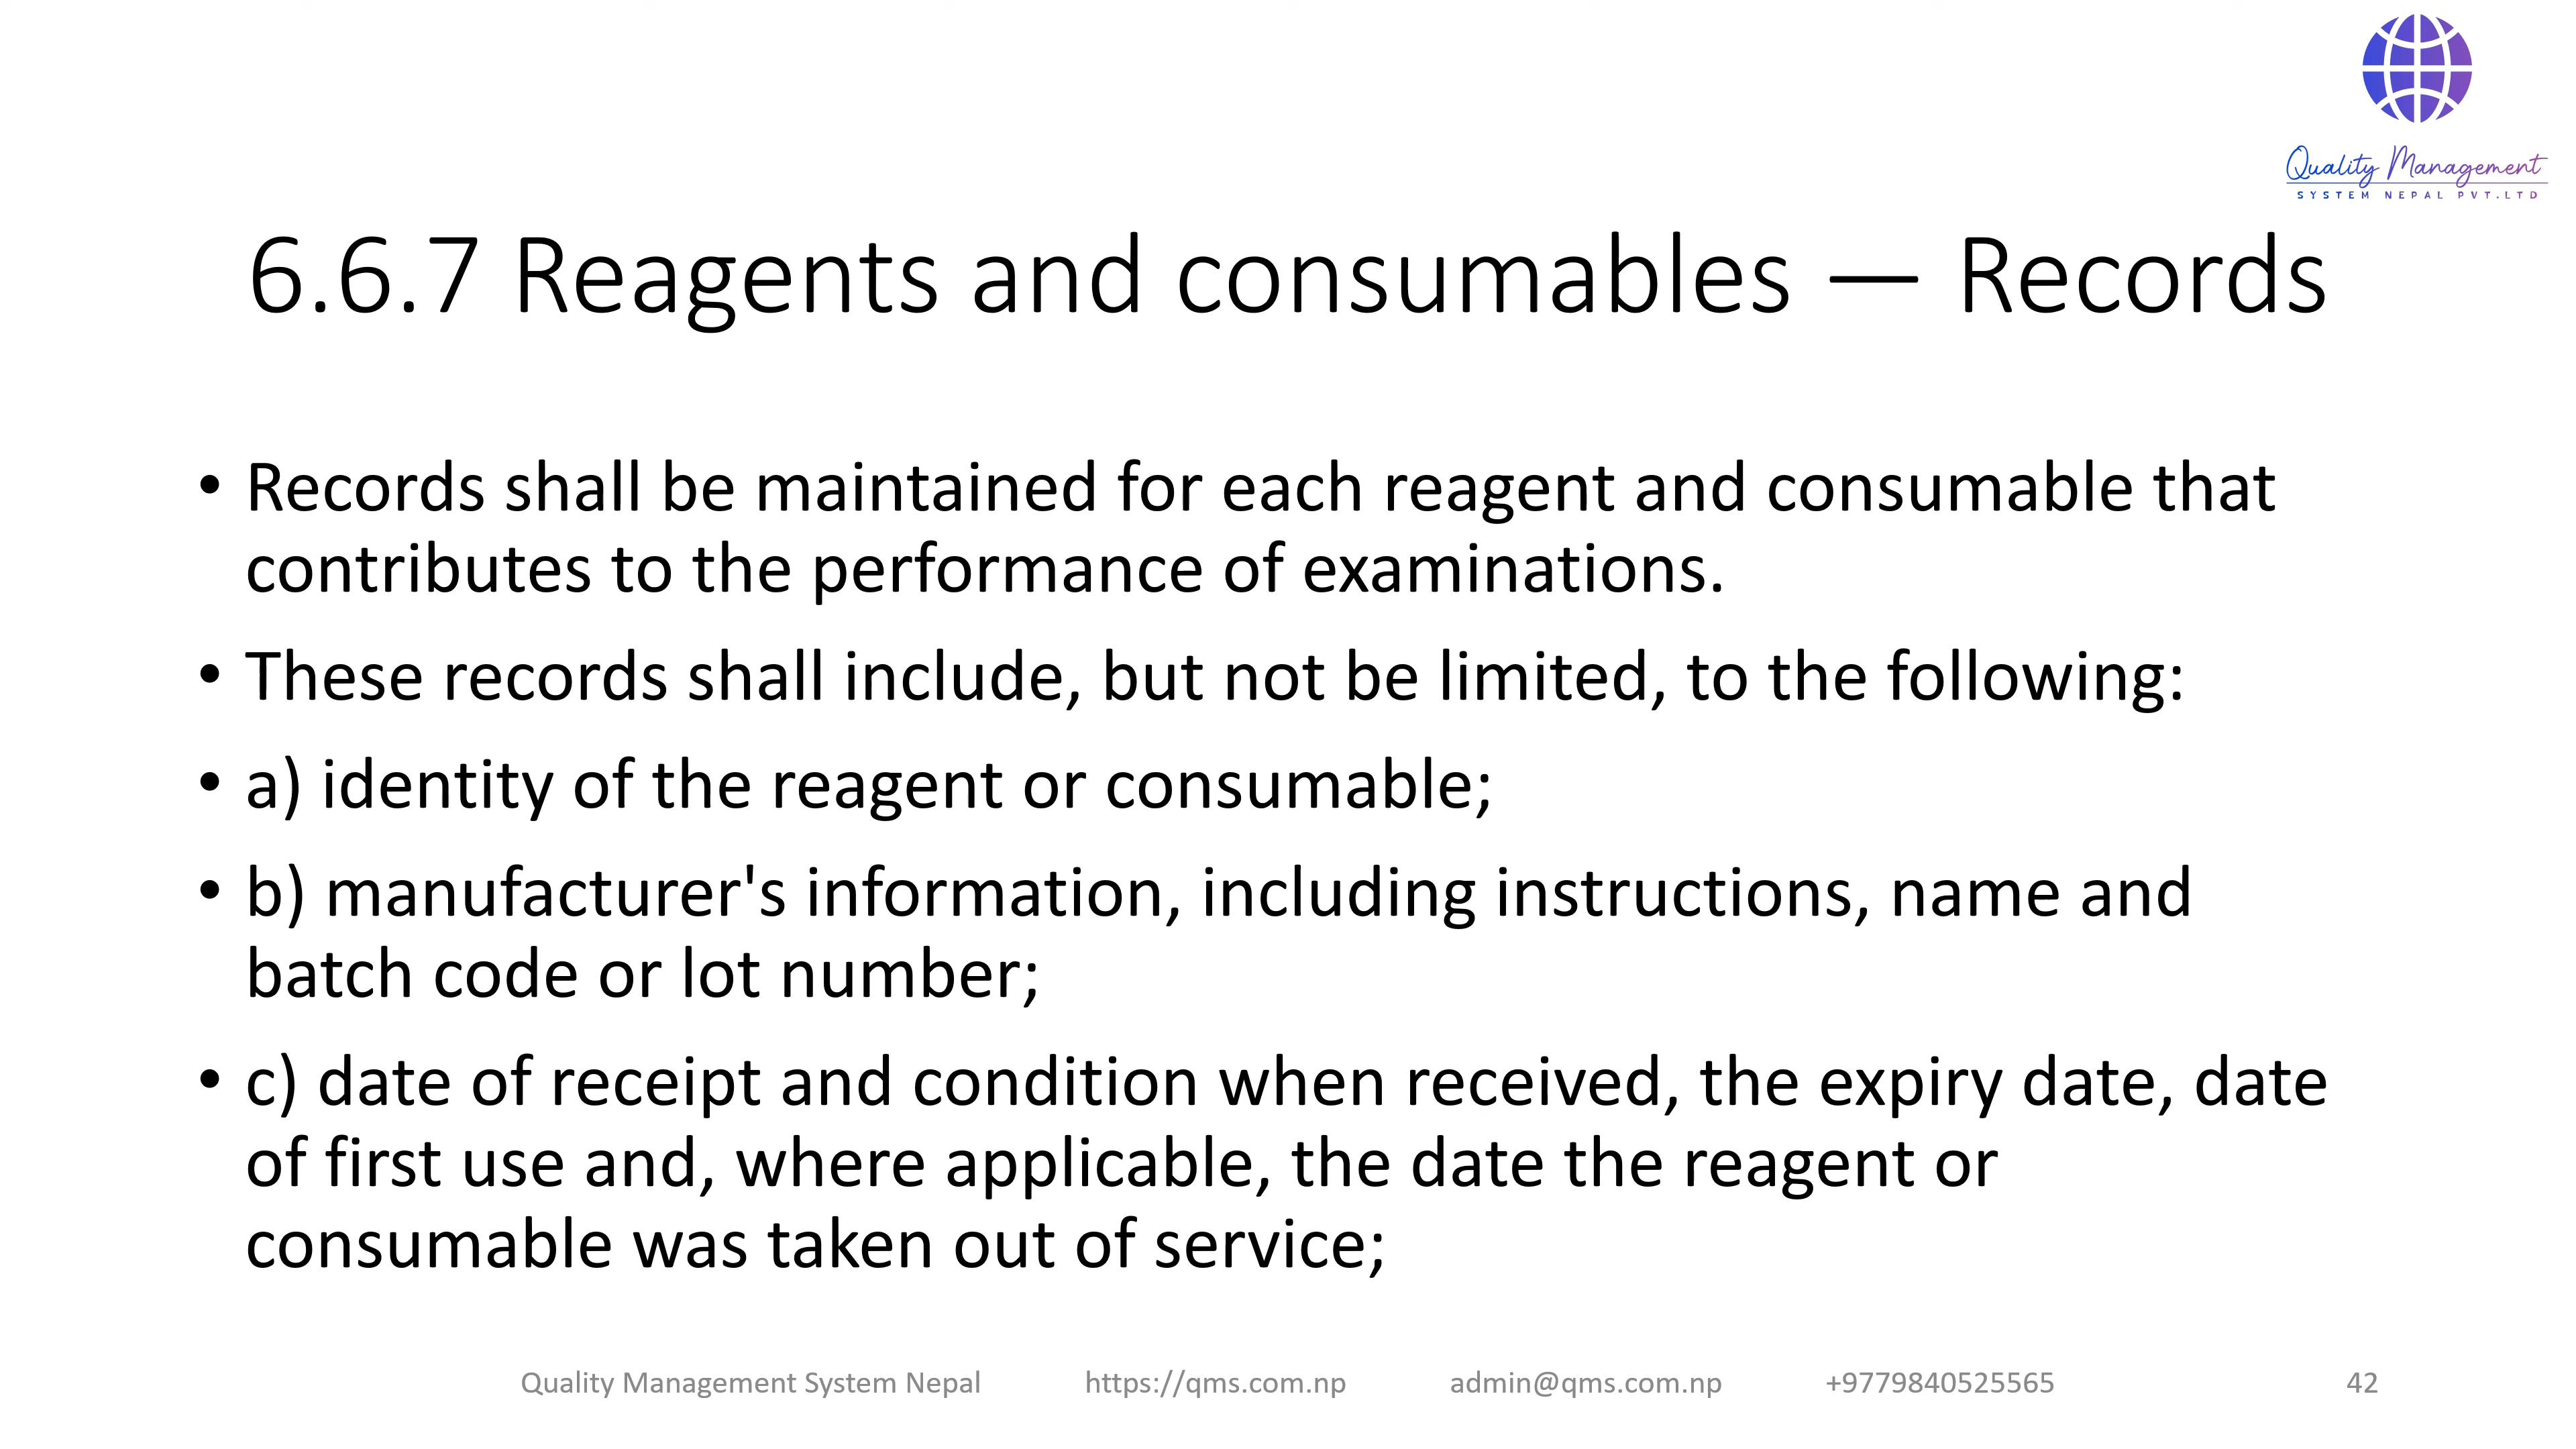 Quality Management
SYSTEM NEPAL PVT.LTD
6.6.7 Reagents and consumables — Records
• Records shall be maintained for each reagent and consumable that
contributes to the performance of examinations.
• These records shall include, but not be limited, to the following:
• a) identity of the reagent or consumable;
• b) manufacturer's information, including instructions, name and
batch code or lot number;
• c) date of receipt and condition when received, the expiry date, date
of first use and, where applicable, the date the reagent or
consumable was taken out of service;
Quality Management System Nepal https://qms.com.np admin@qms.com.np +9779840525565 42